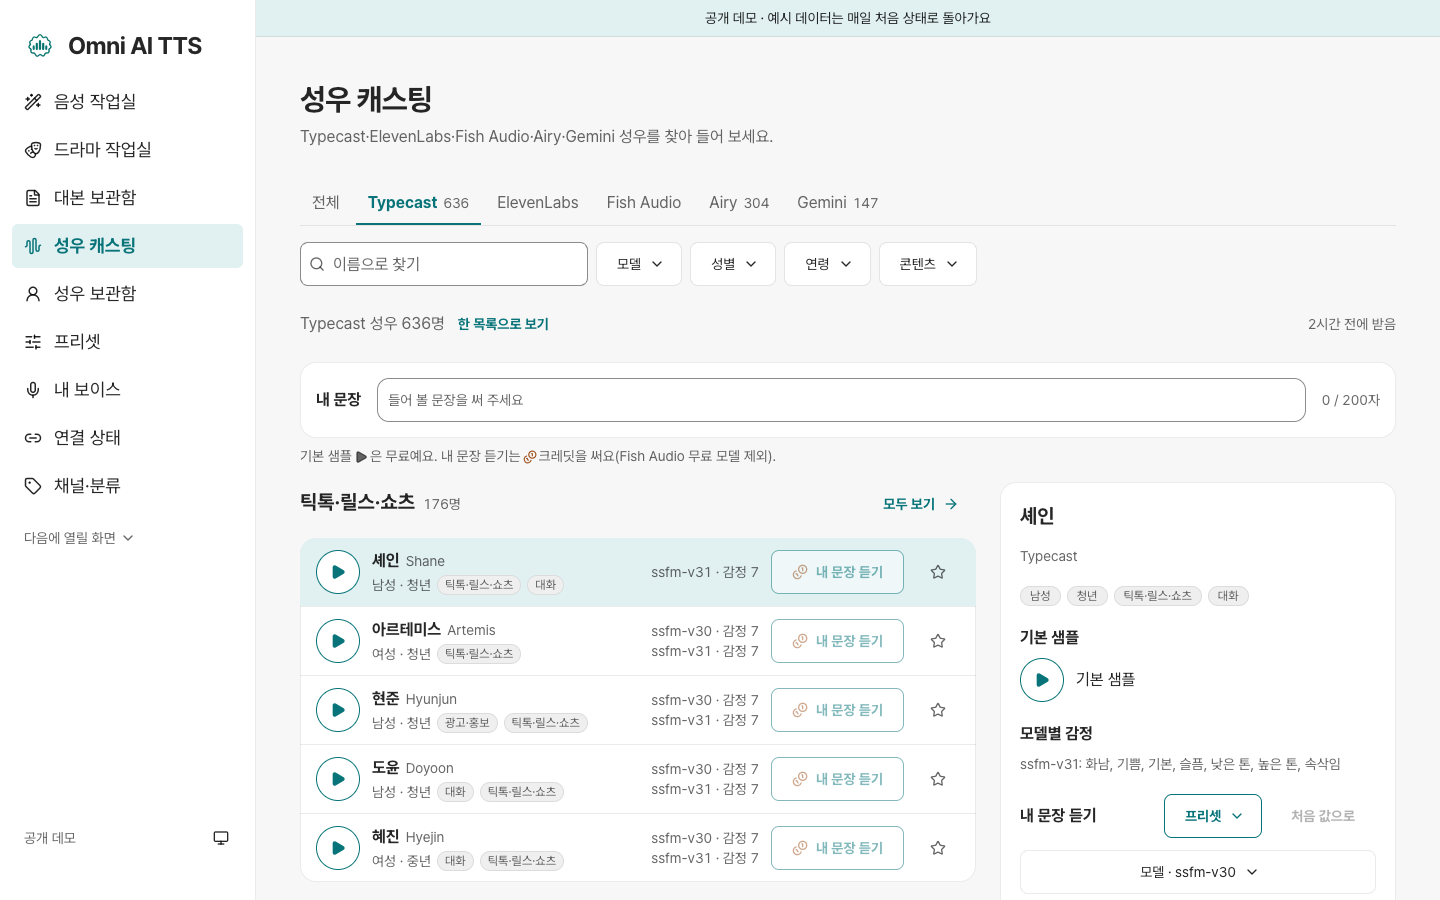 공개 데모 · 예시 데이터는 매일 처음 상태로 돌아가요
Omni AI TTS
음성 작업실
드라마 작업실
대본 보관함
성우 캐스팅
성우 보관함
프리셋
내 보이스
연결 상태
채널·분류
다음에 열릴 화면
공개 데모
성우 캐스팅
Typecast·ElevenLabs·Fish Audio·Airy·Gemini 성우를 찾아 들어 보세요.
전체 Typecast 636 ElevenLabs Fish Audio Airy 304 Gemini 147
이름으로 찾기 모델 성별 연령 콘텐츠
Typecast 성우 636명 한 목록으로 보기 2시간 전에 받음
내 문장 들어 볼 문장을 써 주세요 0 / 200자
기본 샘플 ▶ 은 무료예요. 내 문장 듣기는 크레딧을 써요(Fish Audio 무료 모델 제외).
틱톡·릴스·쇼츠 176명 모두 보기 →
셰인 Shane
남성 · 청년 틱톡·릴스·쇼츠 대화
ssfm-v31 · 감정 7
내 문장 듣기
아르테미스 Artemis
여성 · 청년 틱톡·릴스·쇼츠
ssfm-v30 · 감정 7
ssfm-v31 · 감정 7
내 문장 듣기
현준 Hyunjun
남성 · 청년 광고·홍보 틱톡·릴스·쇼츠
ssfm-v30 · 감정 7
ssfm-v31 · 감정 7
내 문장 듣기
도윤 Doyoon
남성 · 청년 대화 틱톡·릴스·쇼츠
ssfm-v30 · 감정 7
ssfm-v31 · 감정 7
내 문장 듣기
혜진 Hyejin
여성 · 중년 대화 틱톡·릴스·쇼츠
ssfm-v30 · 감정 7
ssfm-v31 · 감정 7
내 문장 듣기
셰인
Typecast
남성 청년 틱톡·릴스·쇼츠 대화
기본 샘플
기본 샘플
모델별 감정
ssfm-v31: 화남, 기쁨, 기본, 슬픔, 낮은 톤, 높은 톤, 속삭임
내 문장 듣기 프리셋 처음 값으로
모델 · ssfm-v30